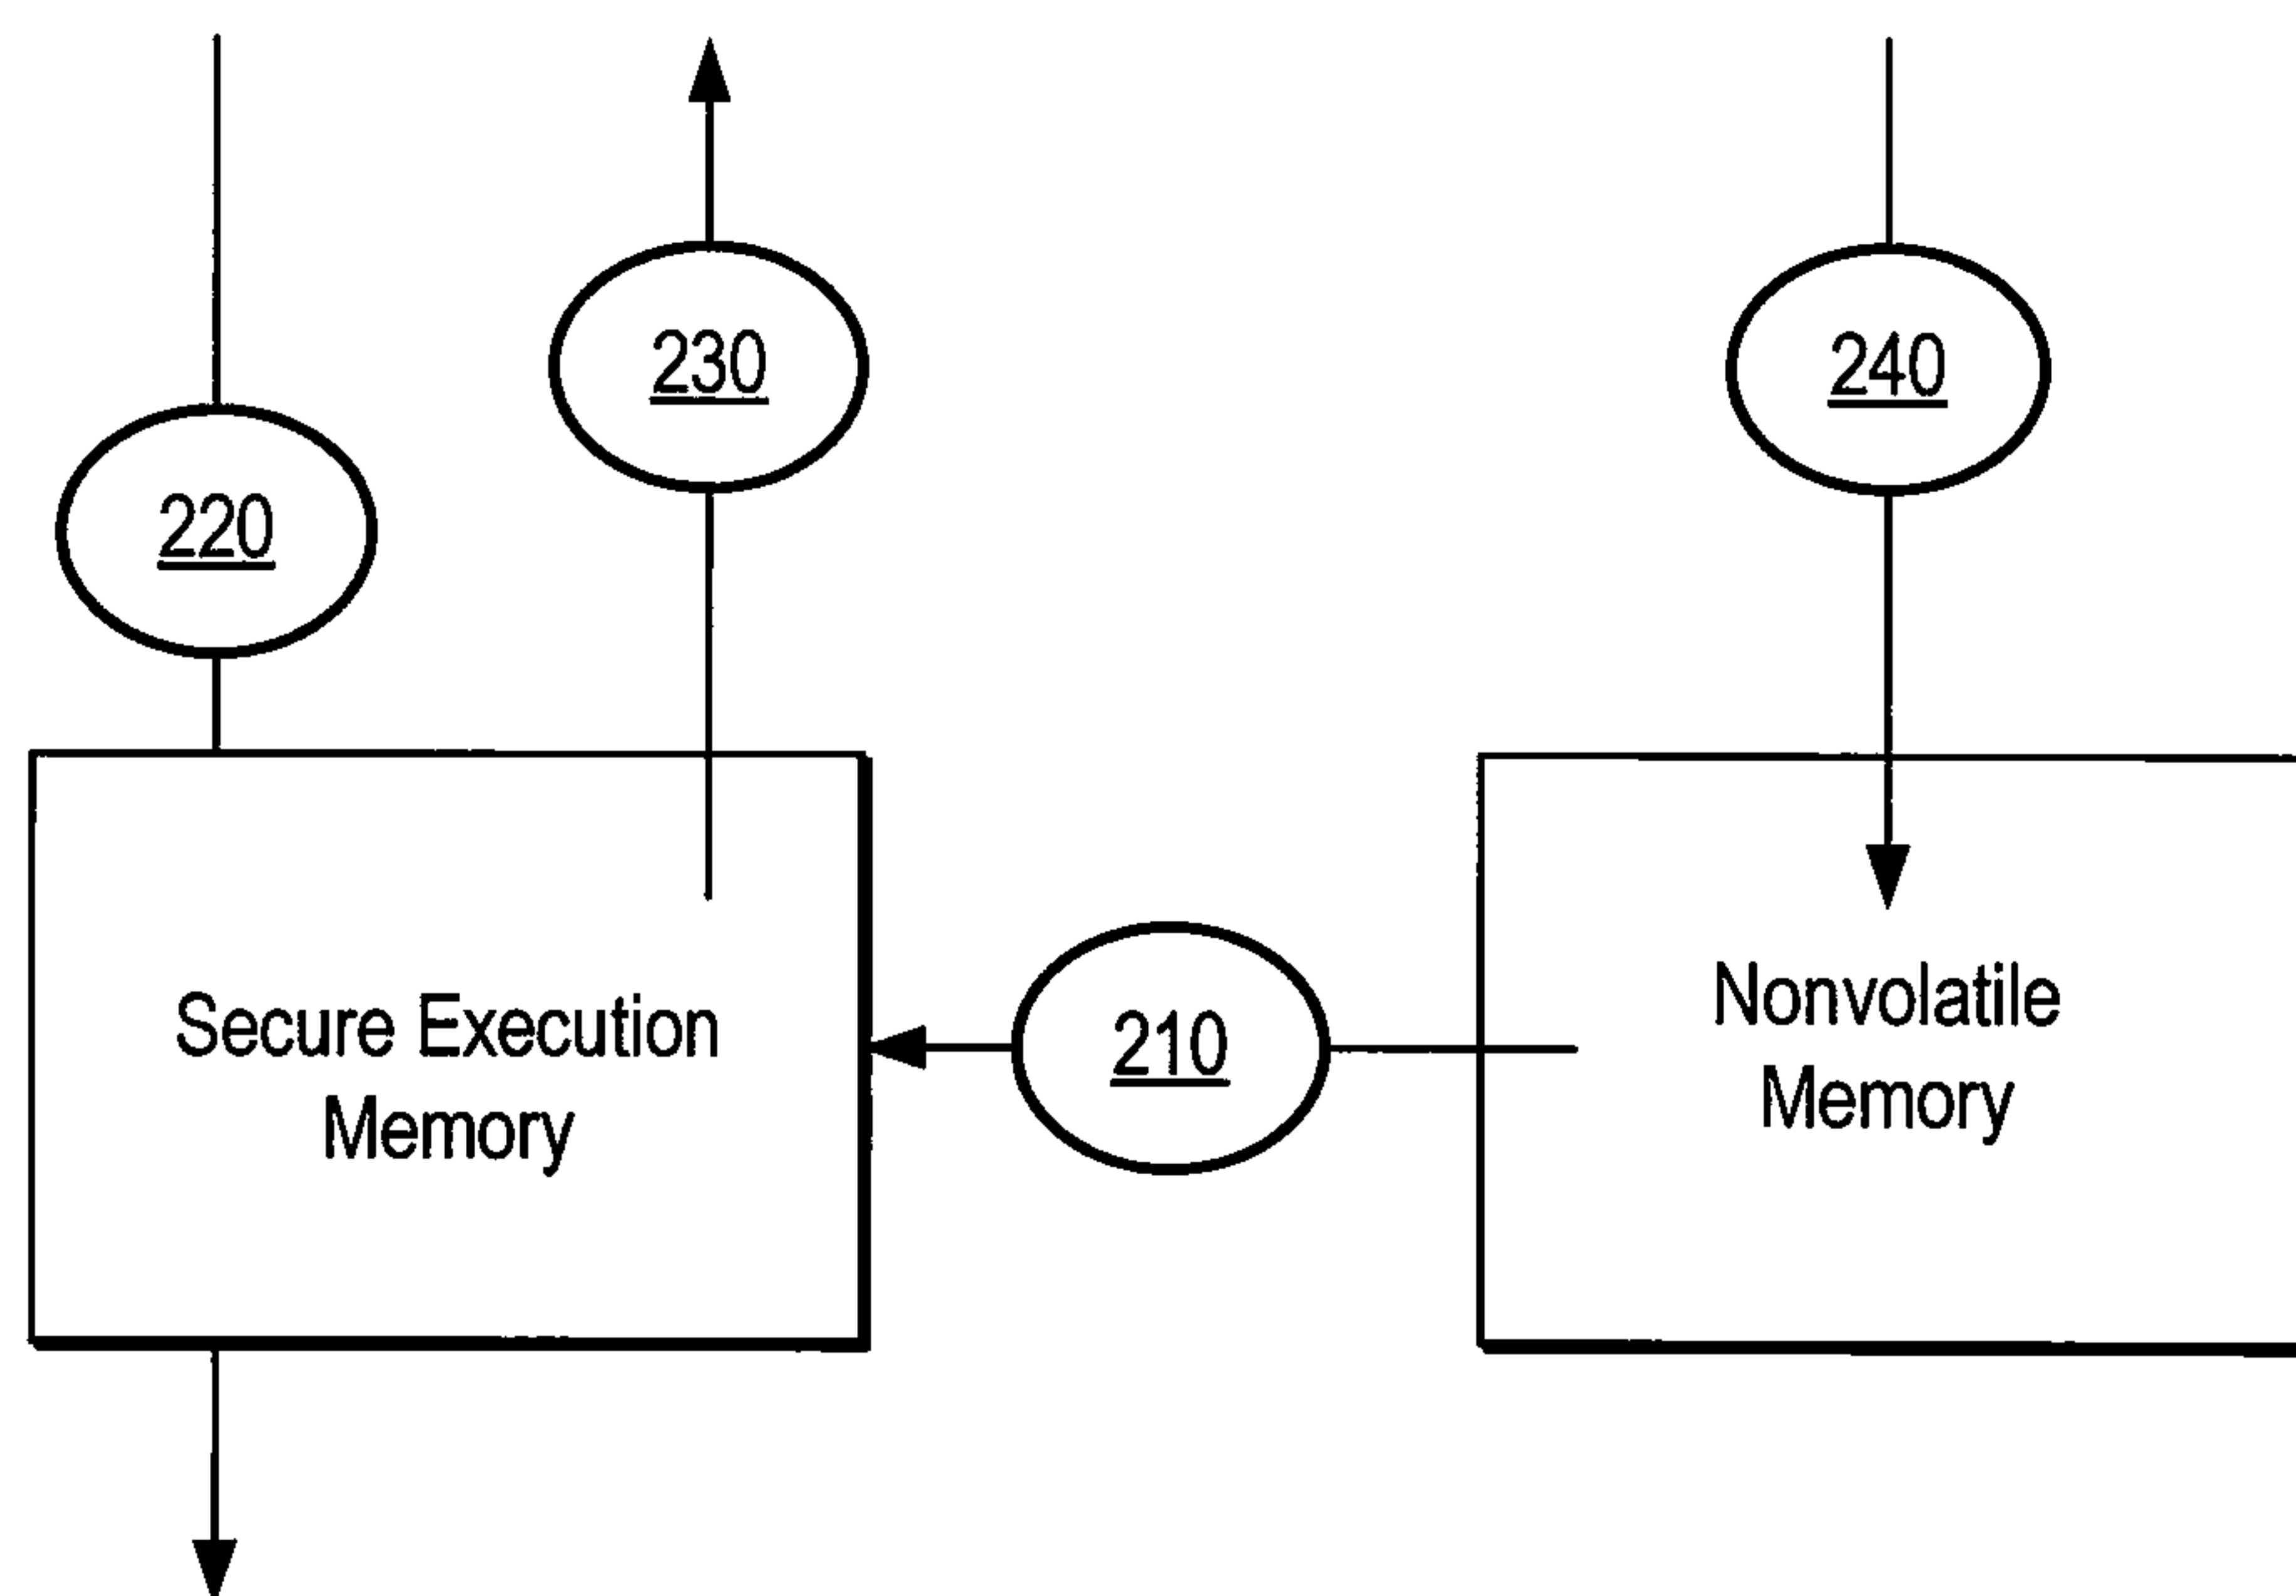 230
240
220
Secure Execution
Memory
210
Nonvolatile
Memory